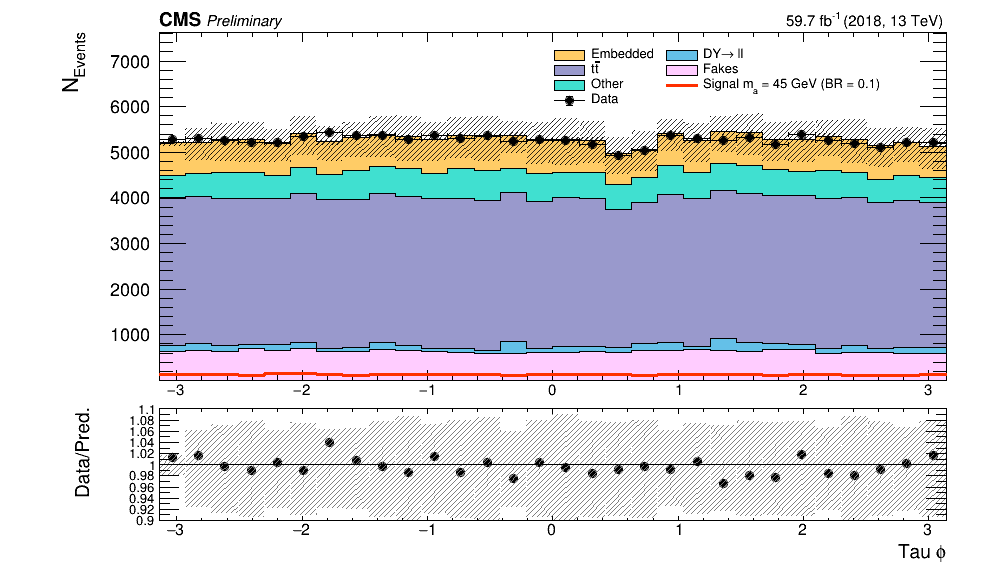 CMS Preliminary 59.7 fb⁻¹ (2018, 13 TeV)
N_Events
7000
6000
5000
4000
3000
2000
1000
Embedded DY→ ll
tt̄ Fakes
Other Signal m_a = 45 GeV (BR = 0.1)
Data
−3 −2 −1 0 1 2 3
Data/Pred.
1.1
1.08
1.06
1.04
1.02
1
0.98
0.96
0.94
0.92
0.9
−3 −2 −1 0 1 2 3
Tau ϕ